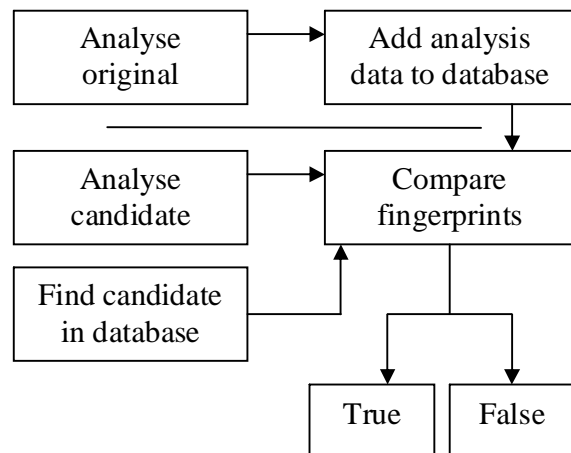 Analyse
original
Add analysis
data to database
Analyse
candidate
Compare
fingerprints
Find candidate
in database
True
False